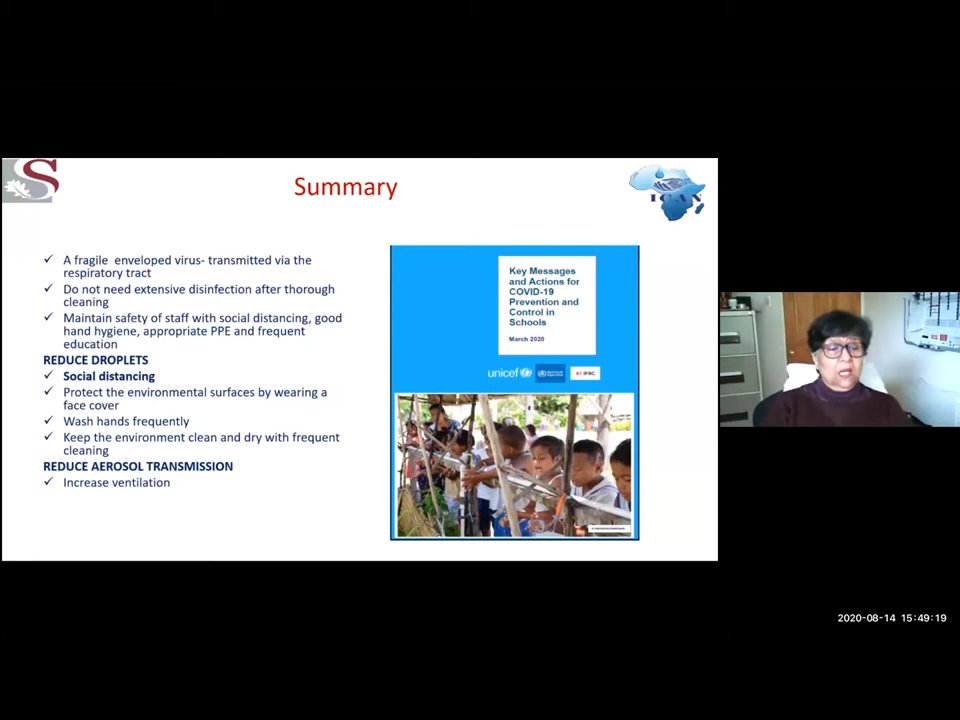 S
Summary
ICAN
✓ A fragile enveloped virus- transmitted via the
respiratory tract
✓ Do not need extensive disinfection after thorough
cleaning
✓ Maintain safety of staff with social distancing, good
hand hygiene, appropriate PPE and frequent
education
REDUCE DROPLETS
✓ Social distancing
✓ Protect the environmental surfaces by wearing a
face cover
✓ Wash hands frequently
✓ Keep the environment clean and dry with frequent
cleaning
REDUCE AEROSOL TRANSMISSION
✓ Increase ventilation
Key Messages
and Actions for
COVID-19
Prevention and
Control in
Schools
March 2020
unicef
World Health
Organization
IFRC
2020-08-14 15:49:19